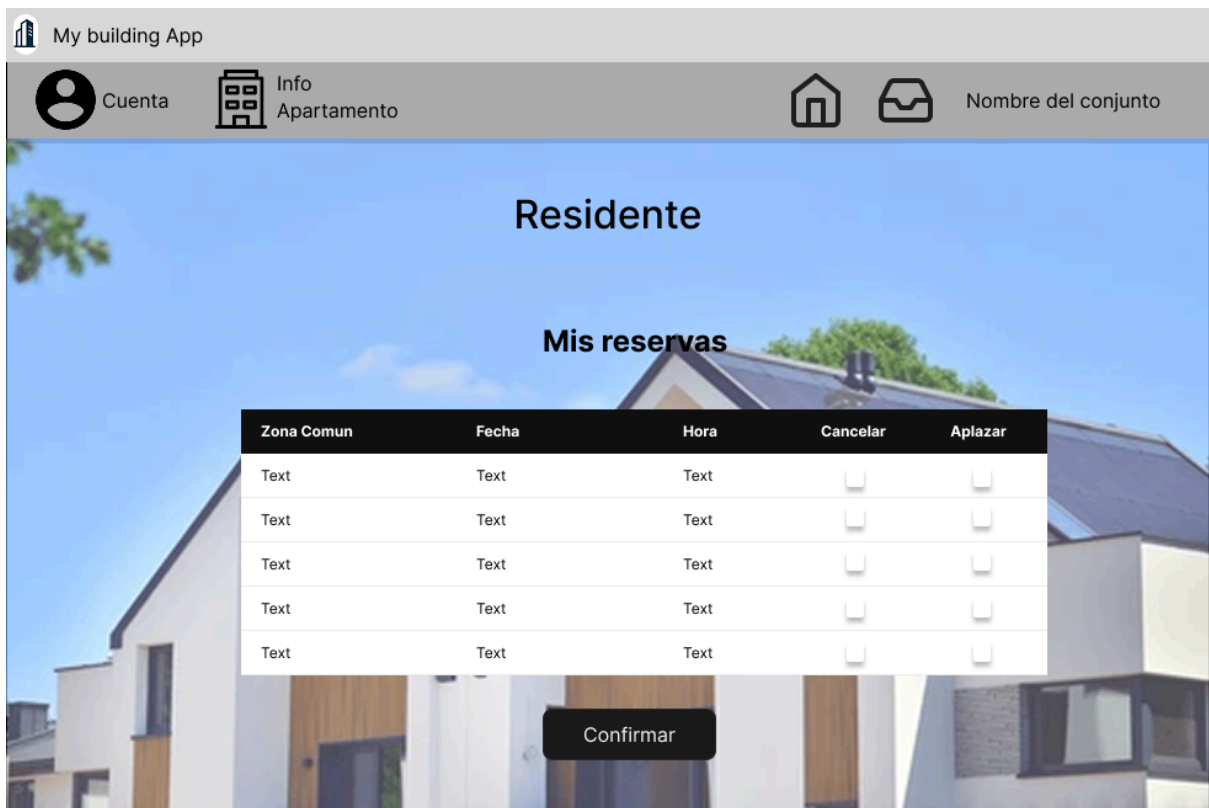 My building App
Cuenta
Info
Apartamento
Nombre del conjunto
Residente
Mis reservas
Zona Comun Fecha Hora Cancelar Aplazar
Text Text Text
Text Text Text
Text Text Text
Text Text Text
Text Text Text
Confirmar